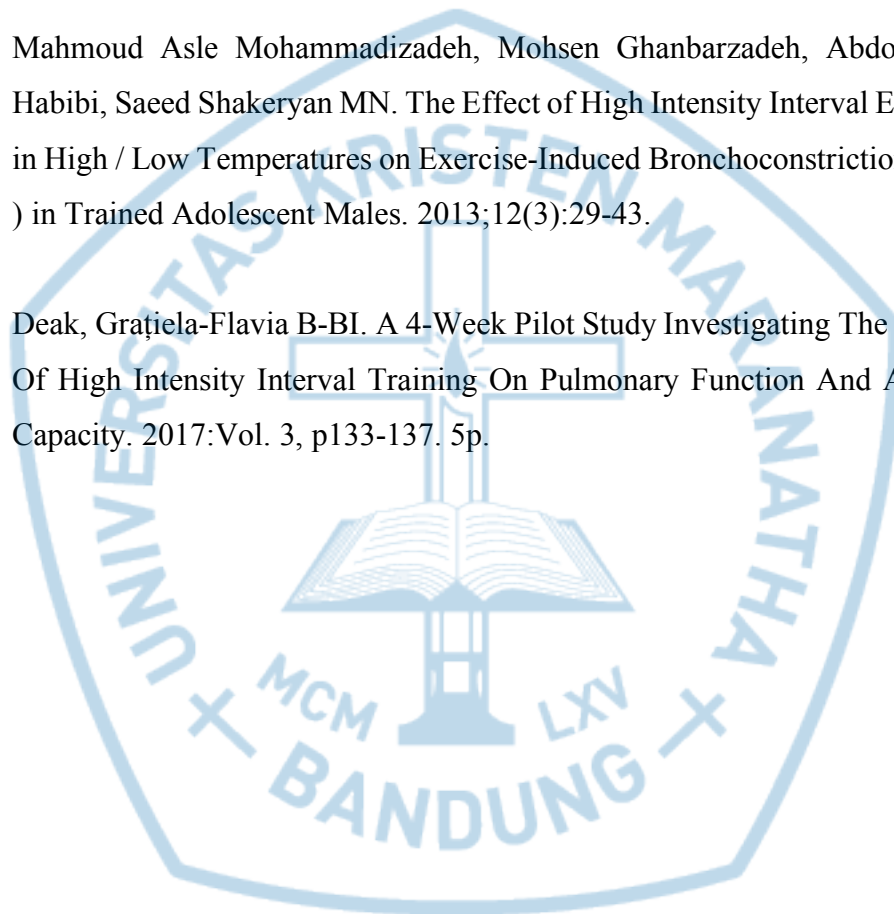 Mahmoud Asle Mohammadizadeh, Mohsen Ghanbarzadeh,
Habibi, Saeed Shakeryan MN. The Effect of High Intensity Interval
in High / Low Temperatures on Exercise-Induced
) in Trained Adolescent Males. 2013;12(3):29-43.
Deak, Grațiela-Flavia B-BI. A 4-Week Pilot Study Investigating The
Of High Intensity Interval Training On Pulmonary Function And
Capacity. 2017:Vol. 3, p133-137. 5p.
UNIVERSITAS KRISTEN MARANATHA
MCM LXV
BANDUNG